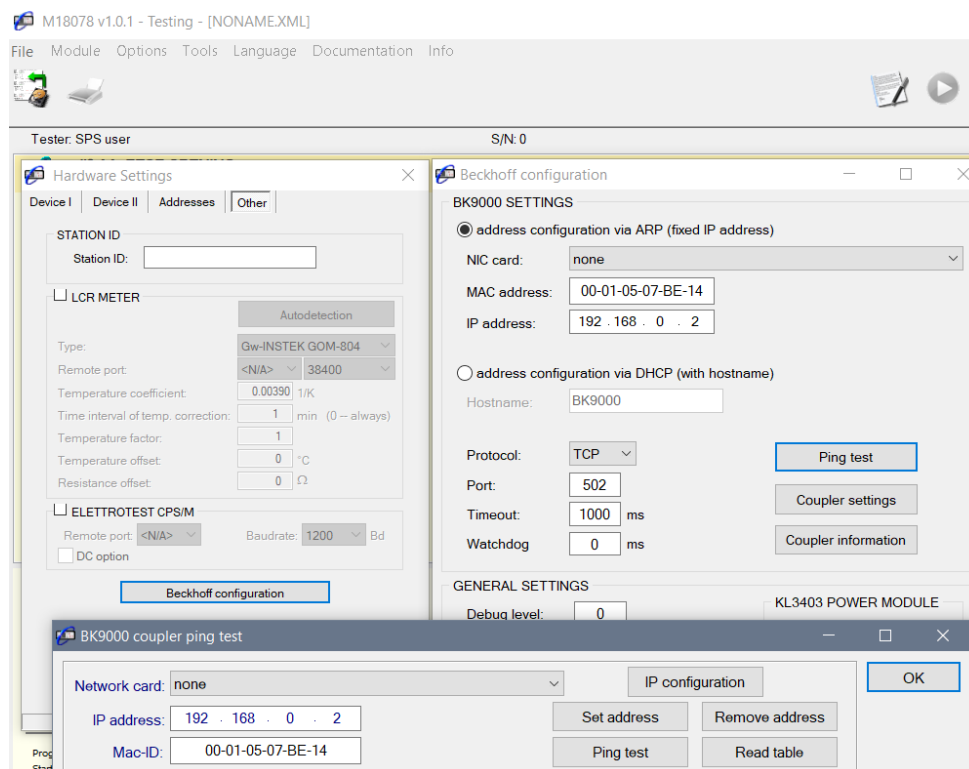 M18078 v1.0.1 - Testing - [NONAME.XML]
File Module Options Tools Language Documentation Info
Tester: SPS user S/N: 0
Hardware Settings
Device I Device II Addresses Other
STATION ID
Station ID:
LCR METER
Autodetection
Type: Gw-INSTEK GOM-804
Remote port: <N/A> 38400
Temperature coefficient: 0.00390 1/K
Time interval of temp. correction: 1 min (0 – always)
Temperature factor: 1
Temperature offset: 0 °C
Resistance offset: 0 Ω
ELETTROTEST CPS/M
Remote port: <N/A> Baudrate: 1200 Bd
DC option
Beckhoff configuration
Beckhoff configuration
BK9000 SETTINGS
address configuration via ARP (fixed IP address)
NIC card: none
MAC address: 00-01-05-07-BE-14
IP address: 192 . 168 . 0 . 2
address configuration via DHCP (with hostname)
Hostname: BK9000
Protocol: TCP Ping test
Port: 502
Coupler settings
Timeout: 1000 ms
Watchdog 0 ms Coupler information
GENERAL SETTINGS
KL3403 POWER MODULE
Debug level: 0
BK9000 coupler ping test
Network card: none IP configuration OK
IP address: 192 . 168 . 0 . 2 Set address Remove address
Mac-ID: 00-01-05-07-BE-14 Ping test Read table